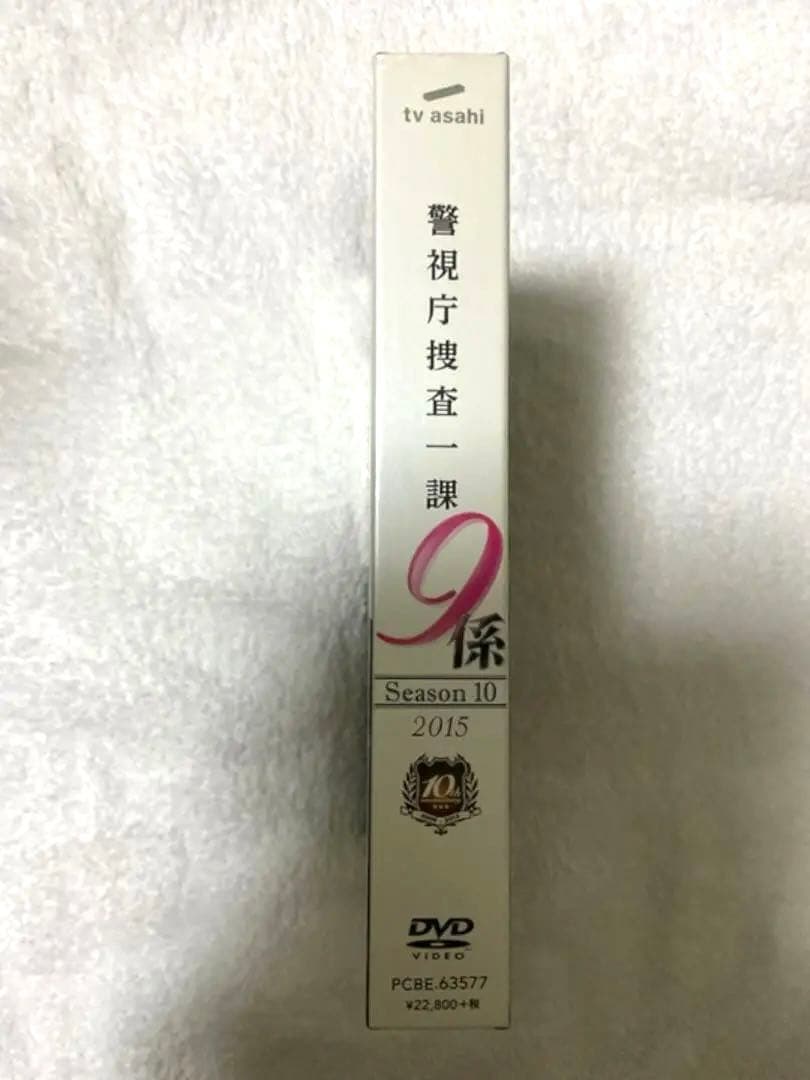 tv asahi
警視庁捜査一課
9係
Season 10
2015
10th
DVD
VIDEO
PCBE.63577
¥22,800+税